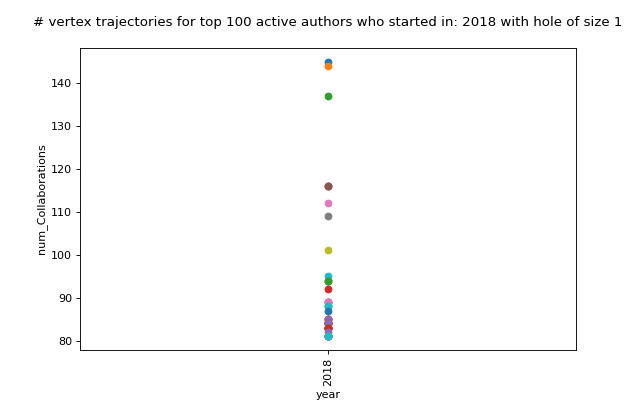 # vertex trajectories for top 100 active authors who started in: 2018 with hole of size 1
140
130
120
110
100
90
80
num_Collaborations
2018
year